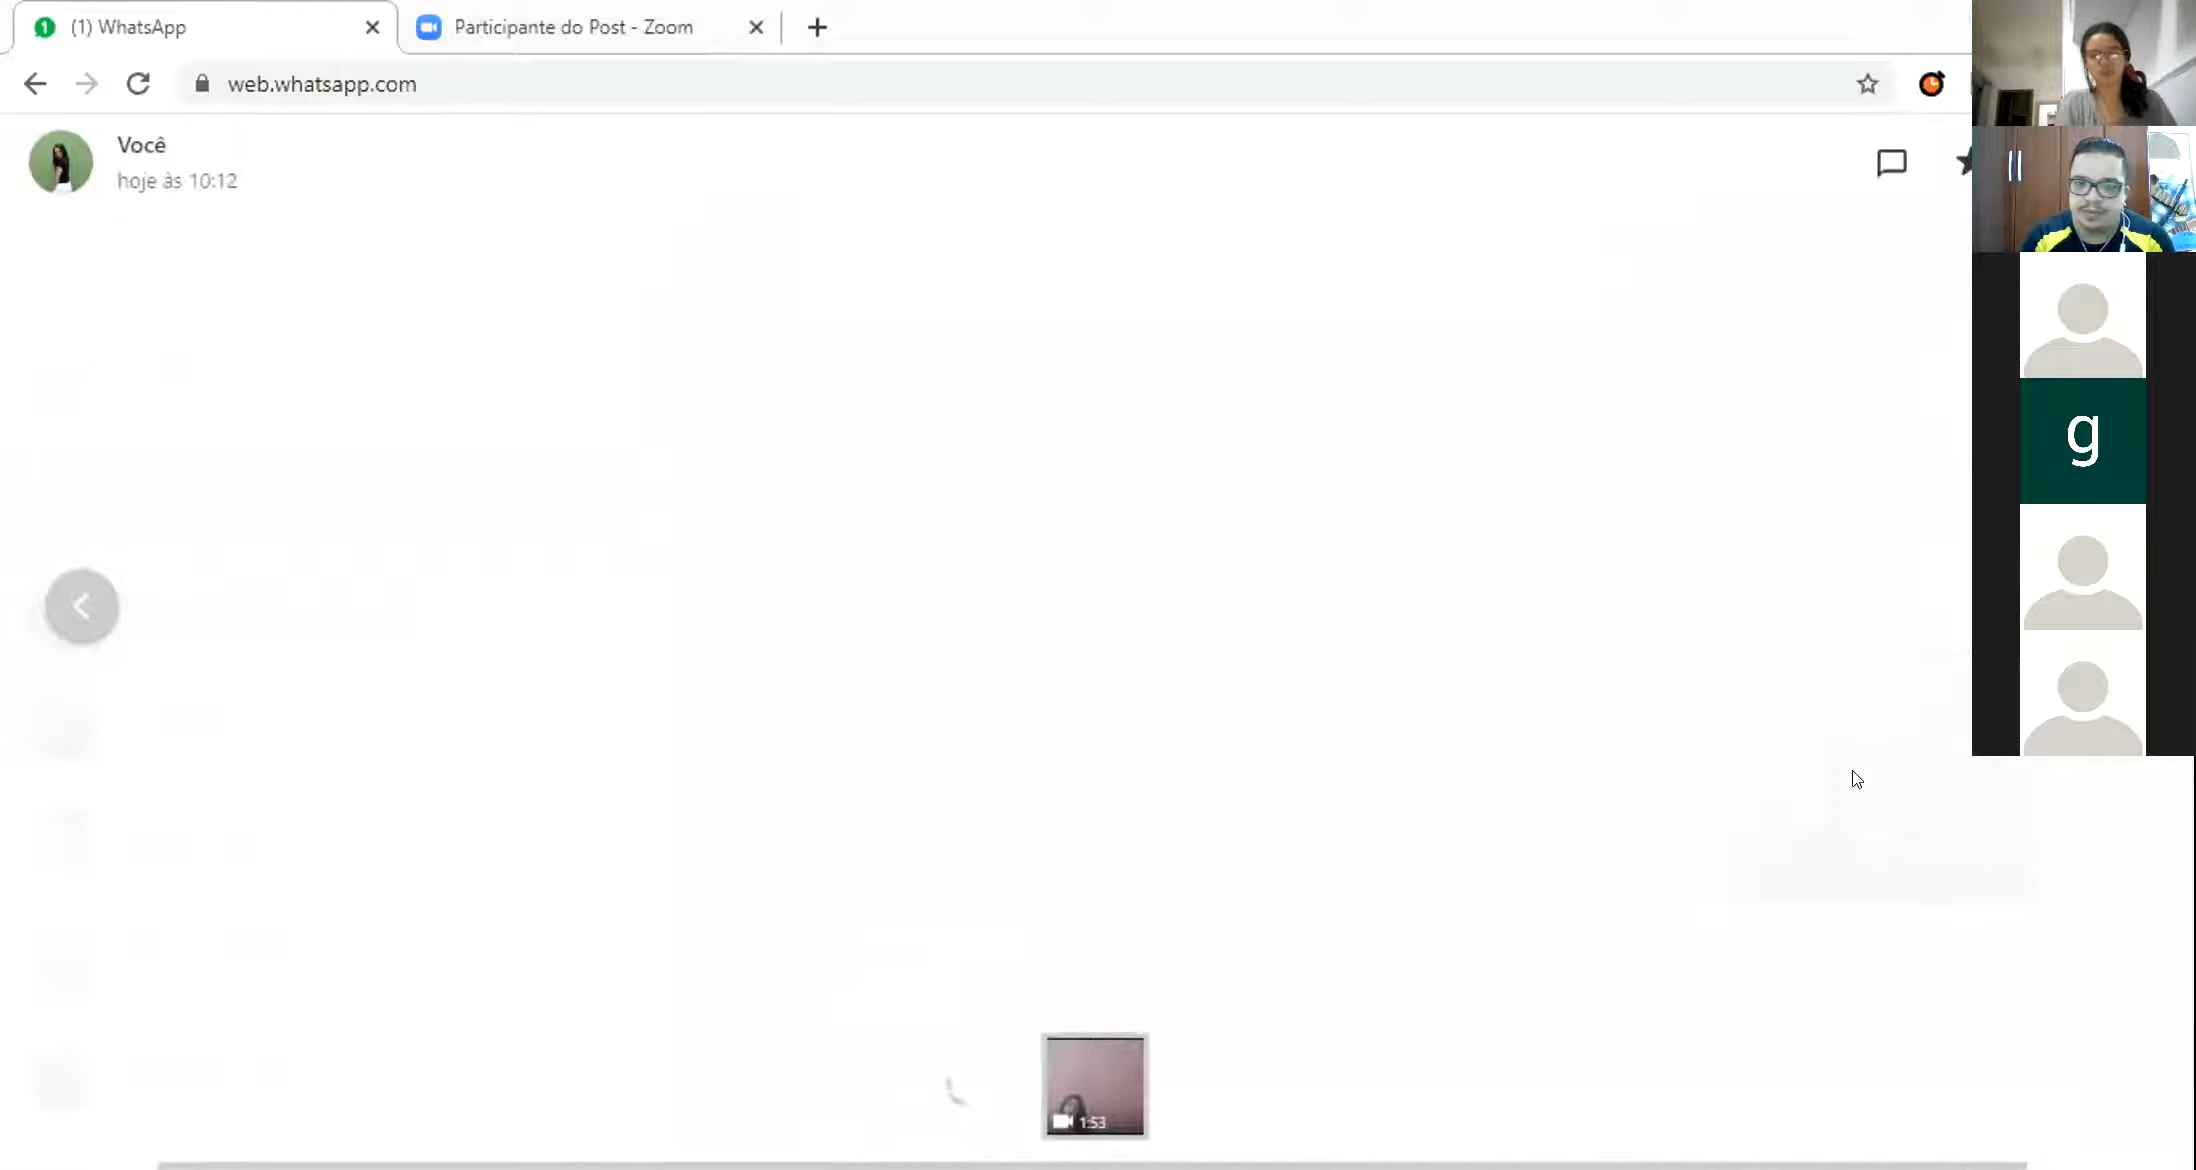 (1) WhatsApp
Participante do Post - Zoom
web.whatsapp.com
Você
hoje às 10:12
g
1:53